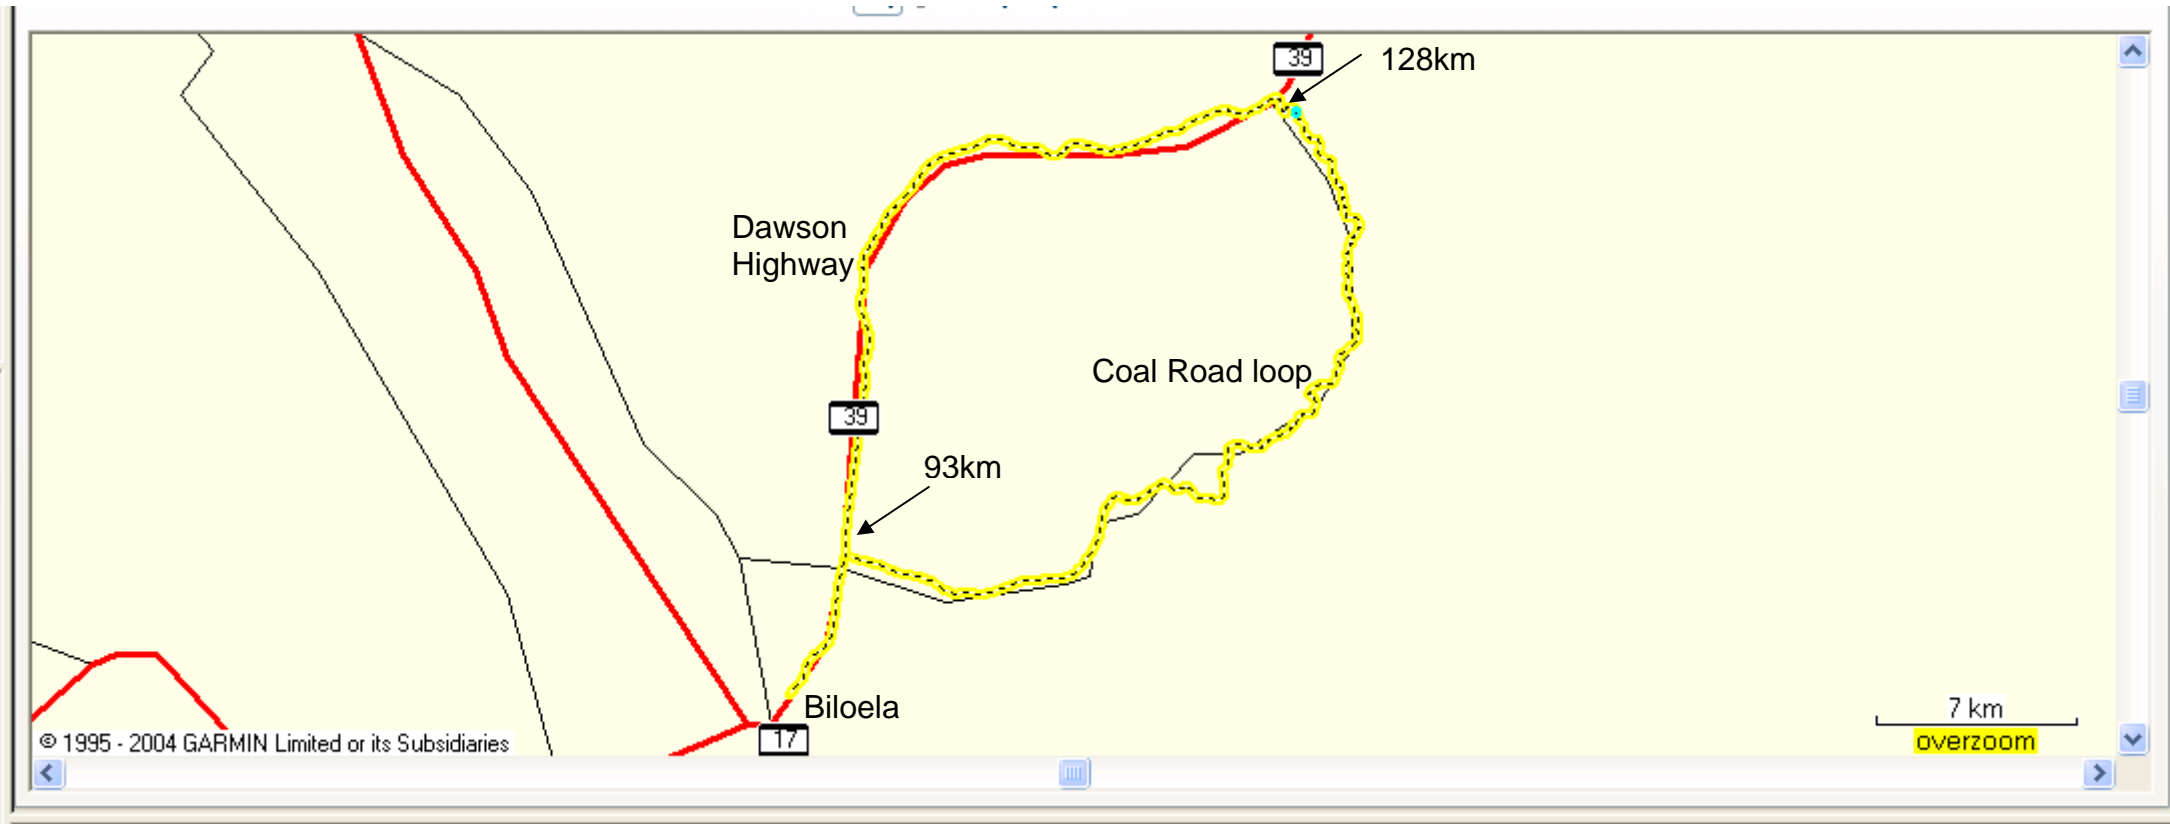 39
128km
Dawson
Highway
Coal Road loop
39
93km
Biloela
7 km
17
© 1995 - 2004 GARMIN Limited or its Subsidiaries
overzoom